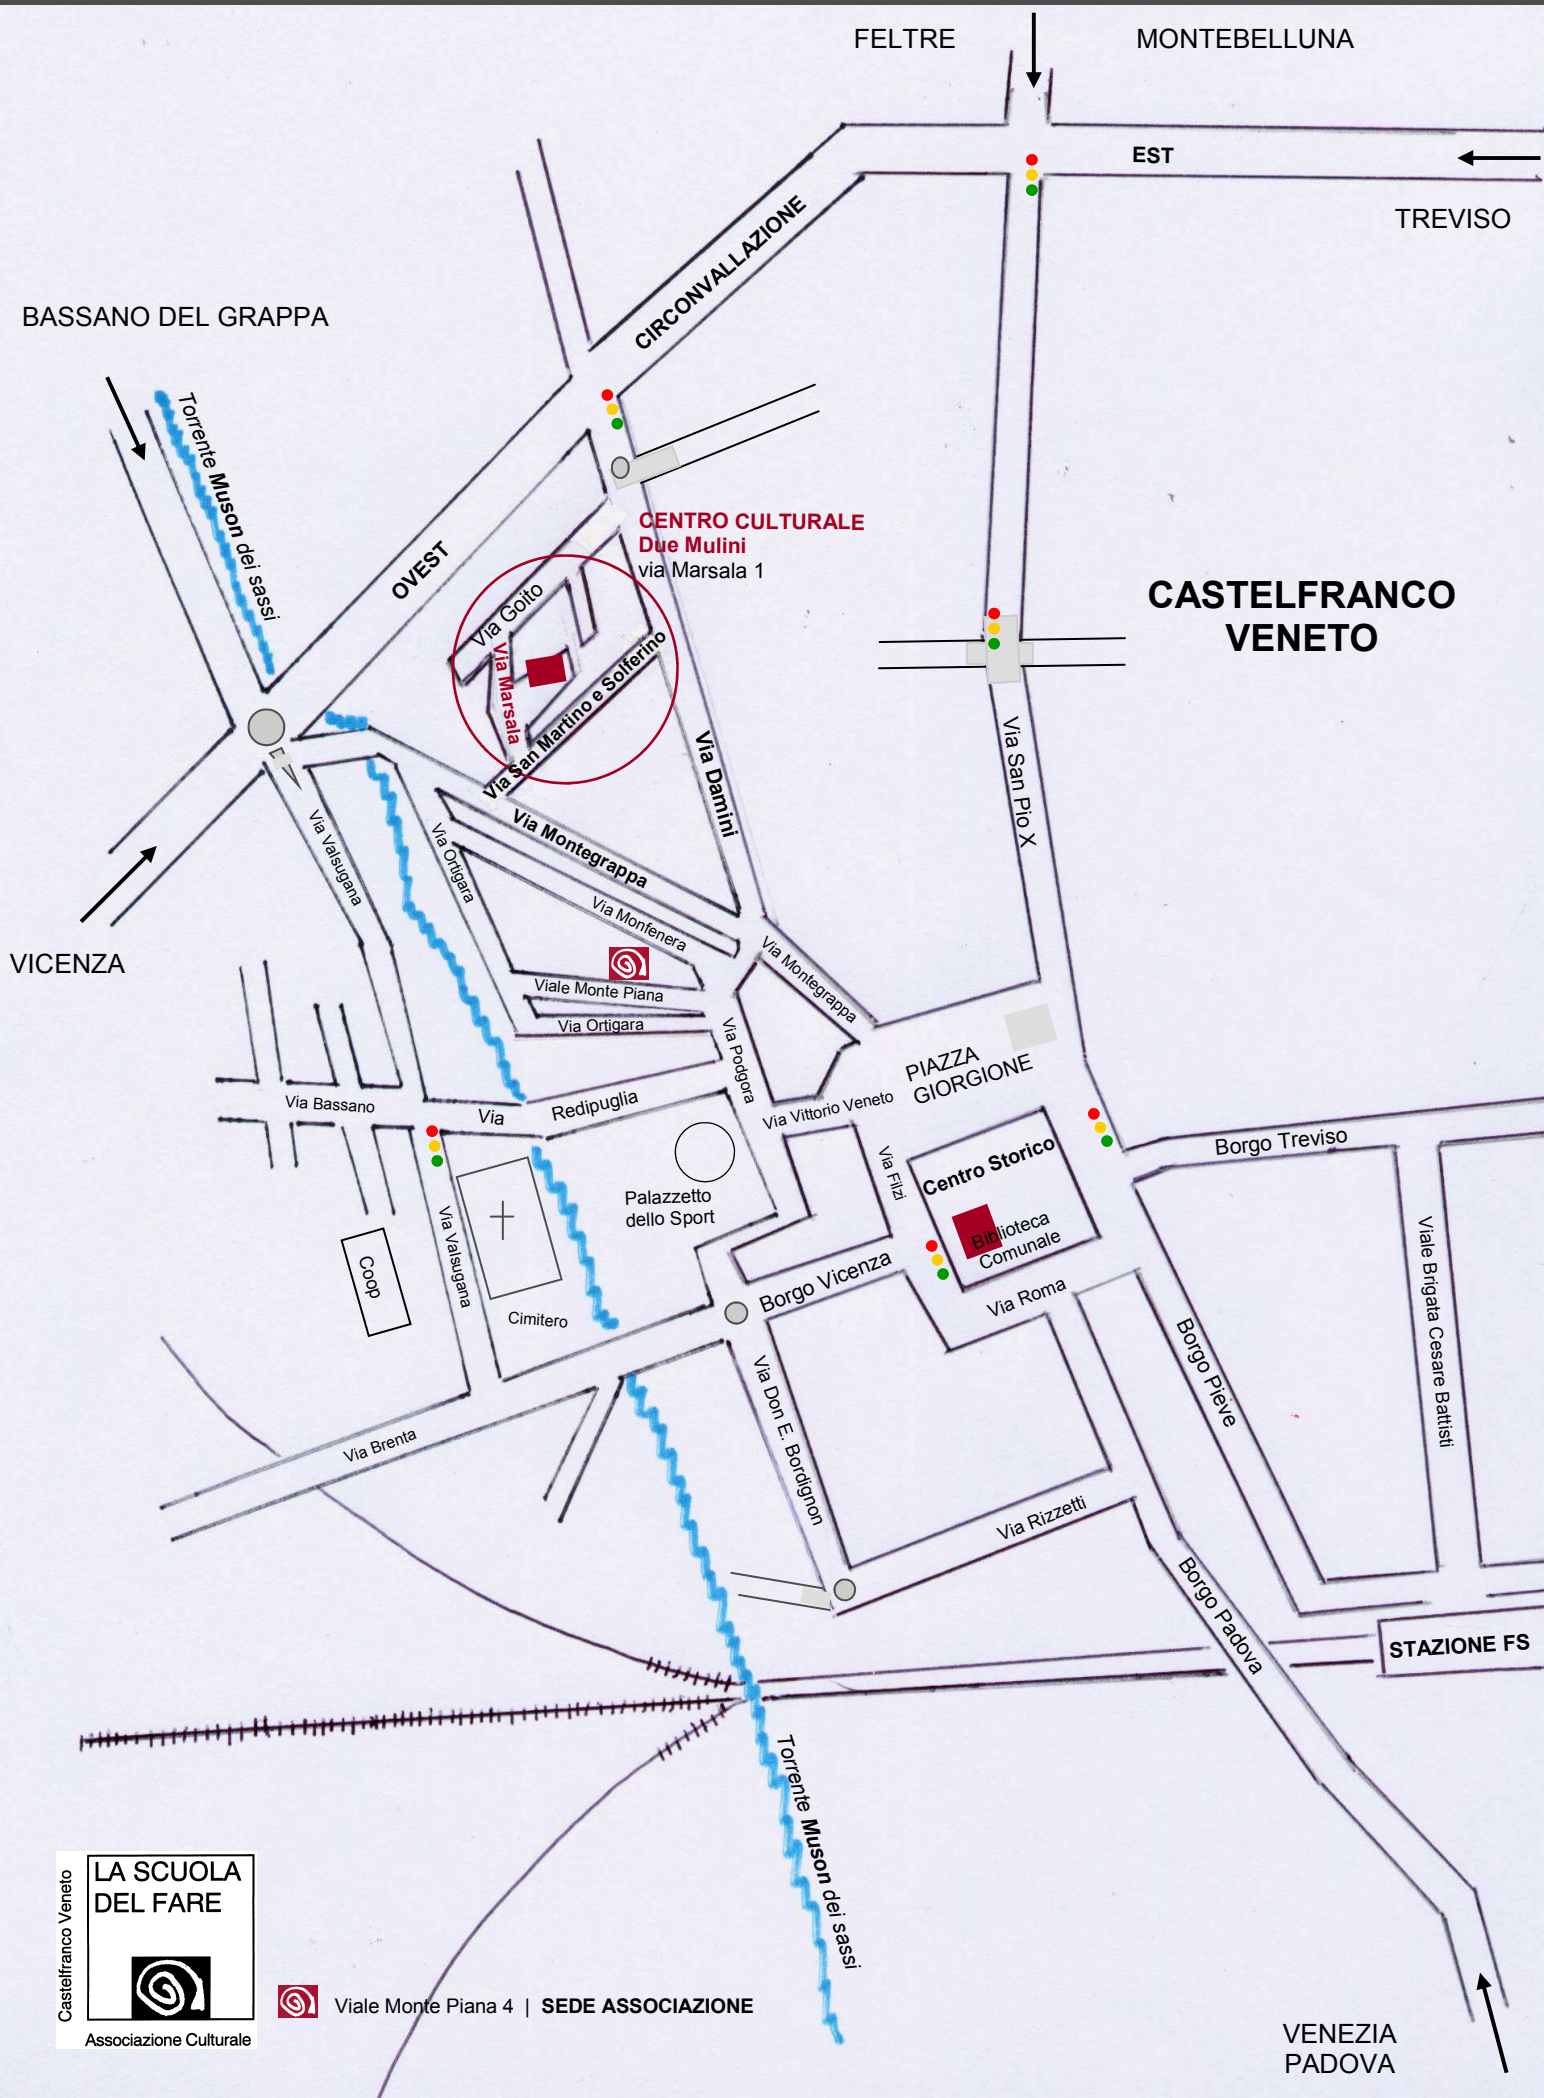 FELTRE
MONTEBELLUNA
EST
TREVISO
CIRCONVALLAZIONE
BASSANO DEL GRAPPA
Torrente Muson dei sassi
OVEST
CENTRO CULTURALE
Due Mulini
via Marsala 1
CASTELFRANCO
VENETO
Via Goito
Via Marsala
Via San Martino e Solferino
Via Damini
Via San Pio X
Via Valsugana
Via Ortigara
Via Montegrappa
Via Monfenera
VICENZA
Via Montegrappa
Viale Monte Piana
Via Ortigara
Via Podgora
PIAZZA
GIORGIONE
Via Bassano
Via
Redipuglia
Via Vittorio Veneto
Borgo Treviso
Centro Storico
Via Filzi
Palazzetto
dello Sport
Biblioteca
Comunale
Via Valsugana
Coop
Cimitero
Borgo Vicenza
Via Roma
Viale Brigata Cesare Battisti
Borgo Pieve
Via Don E. Bordignon
Via Brenta
Via Rizzetti
Borgo Padova
STAZIONE FS
Torrente Muson dei sassi
Castelfranco Veneto
LA SCUOLA
DEL FARE
Associazione Culturale
Viale Monte Piana 4 | SEDE ASSOCIAZIONE
VENEZIA
PADOVA